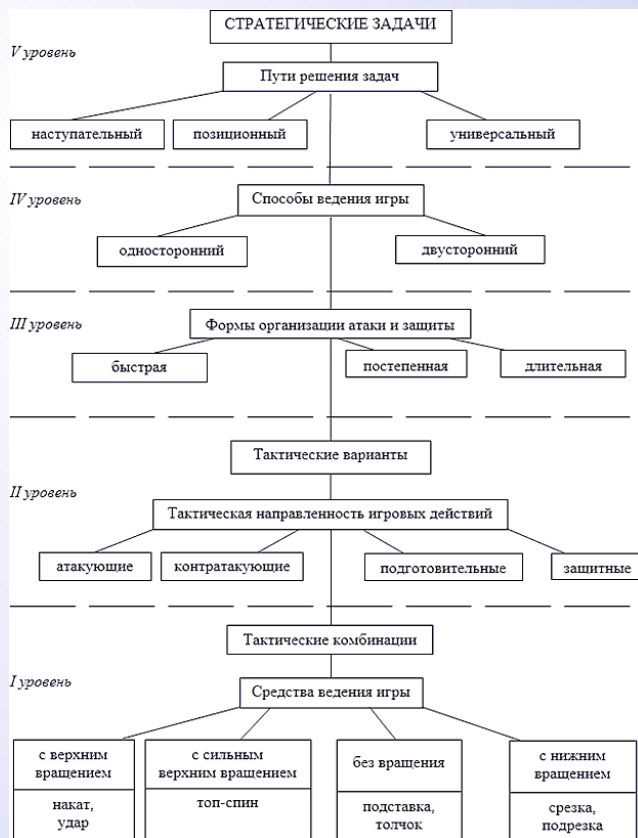 СТРАТЕГИЧЕСКИЕ ЗАДАЧИ
V уровень
Пути решения задач
наступательный
позиционный
универсальный
IV уровень
Способы ведения игры
односторонний
двусторонний
III уровень
Формы организации атаки и защиты
быстрая
постепенная
длительная
Тактические варианты
II уровень
Тактическая направленность игровых действий
атакующие
контратакующие
подготовительные
защитные
Тактические комбинации
I уровень
Средства ведения игры
с верхним
вращением
накат,
удар
с сильным
верхним вращением
топ-спин
без вращения
подставка,
толчок
с нижним
вращением
срезка,
подрезка